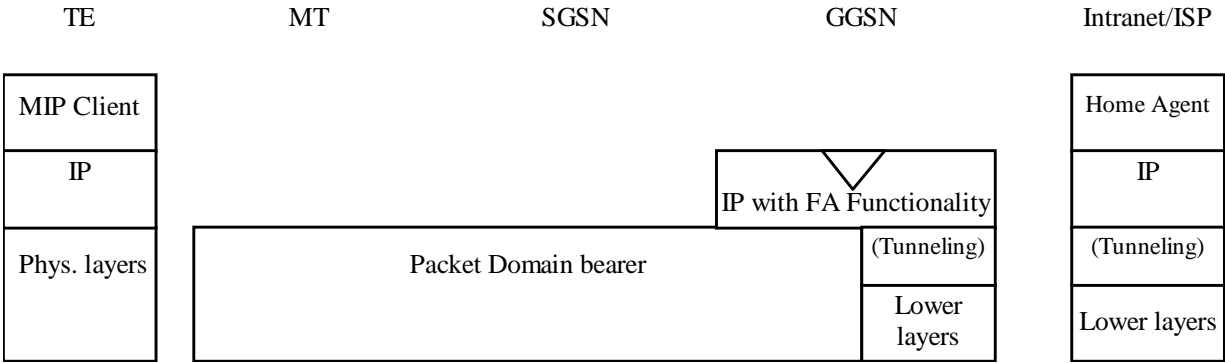 TE MT SGSN GGSN Intranet/ISP
MIP Client Home Agent
IP IP
IP with FA Functionality
Phys. layers Packet Domain bearer (Tunneling) (Tunneling)
Lower
layers Lower layers